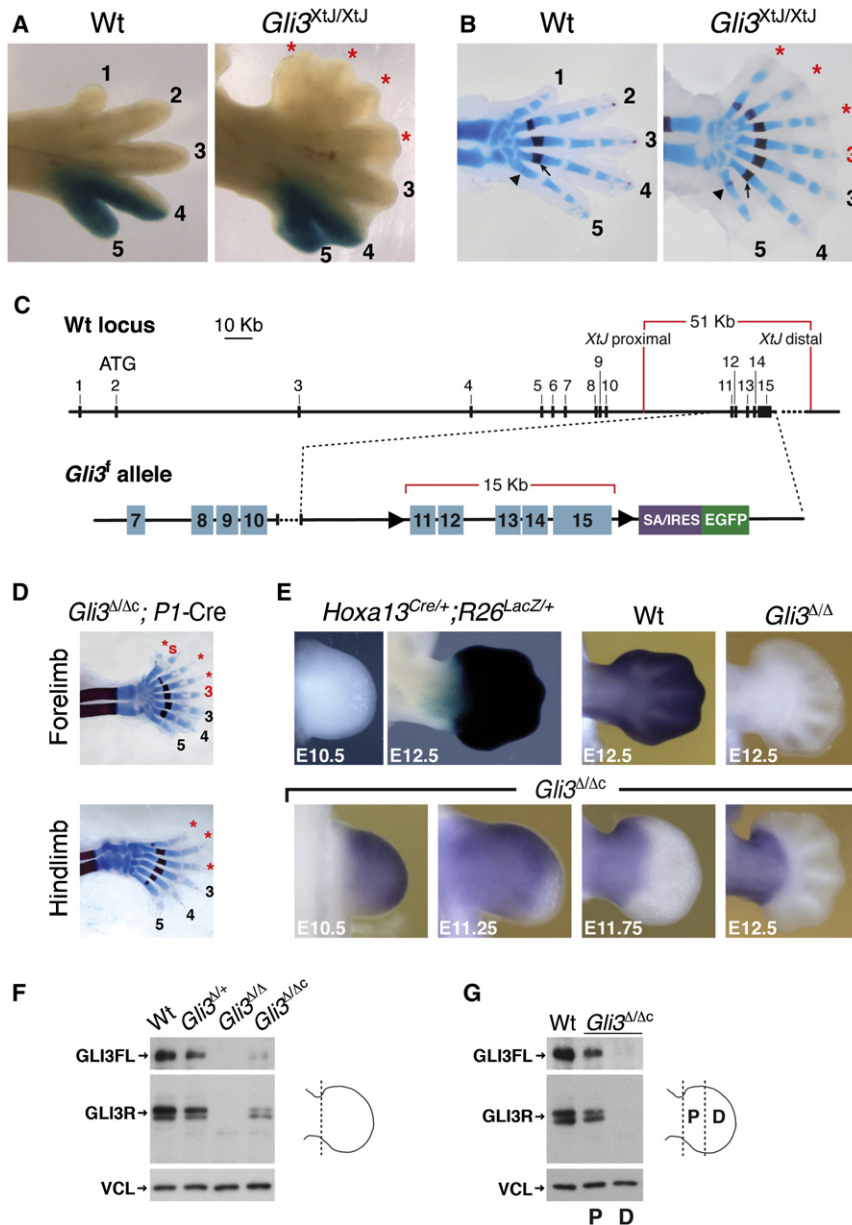 A Wt Gli3XtJ/XtJ
* * * *
1 2 3 4 5
3 4 5
B Wt Gli3XtJ/XtJ
* * *
1 2 3 4 5
3 3 4 5
C
Wt locus 10 Kb 51 Kb
XtJ proximal XtJ distal
ATG 9 12 14
1 2 3 4 5 6 7 8 10 11 13 15
Gli3f allele 15 Kb
7 8 9 10 11 12 13 14 15 SA/IRES EGFP
D E
Gli3Δ/Δc; P1-Cre
Forelimb
*s * * 3 3 4 5
Hindlimb
* * * 3 4 5
Hoxa13Cre/+;R26LacZ/+ Wt Gli3Δ/Δ
E10.5 E12.5 E12.5 E12.5
Gli3Δ/Δc
E10.5 E11.25 E11.75 E12.5
F
Wt Gli3Δ/+ Gli3Δ/Δ Gli3Δ/Δc
GLI3FL→
GLI3R→
VCL→
G
Wt Gli3Δ/Δc
GLI3FL→
GLI3R→
P D
VCL→
P D